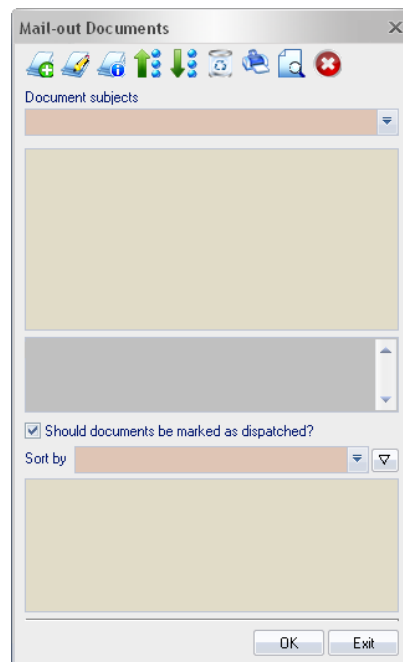 Mail-out Documents
Document subjects
Should documents be marked as dispatched?
Sort by
OK Exit